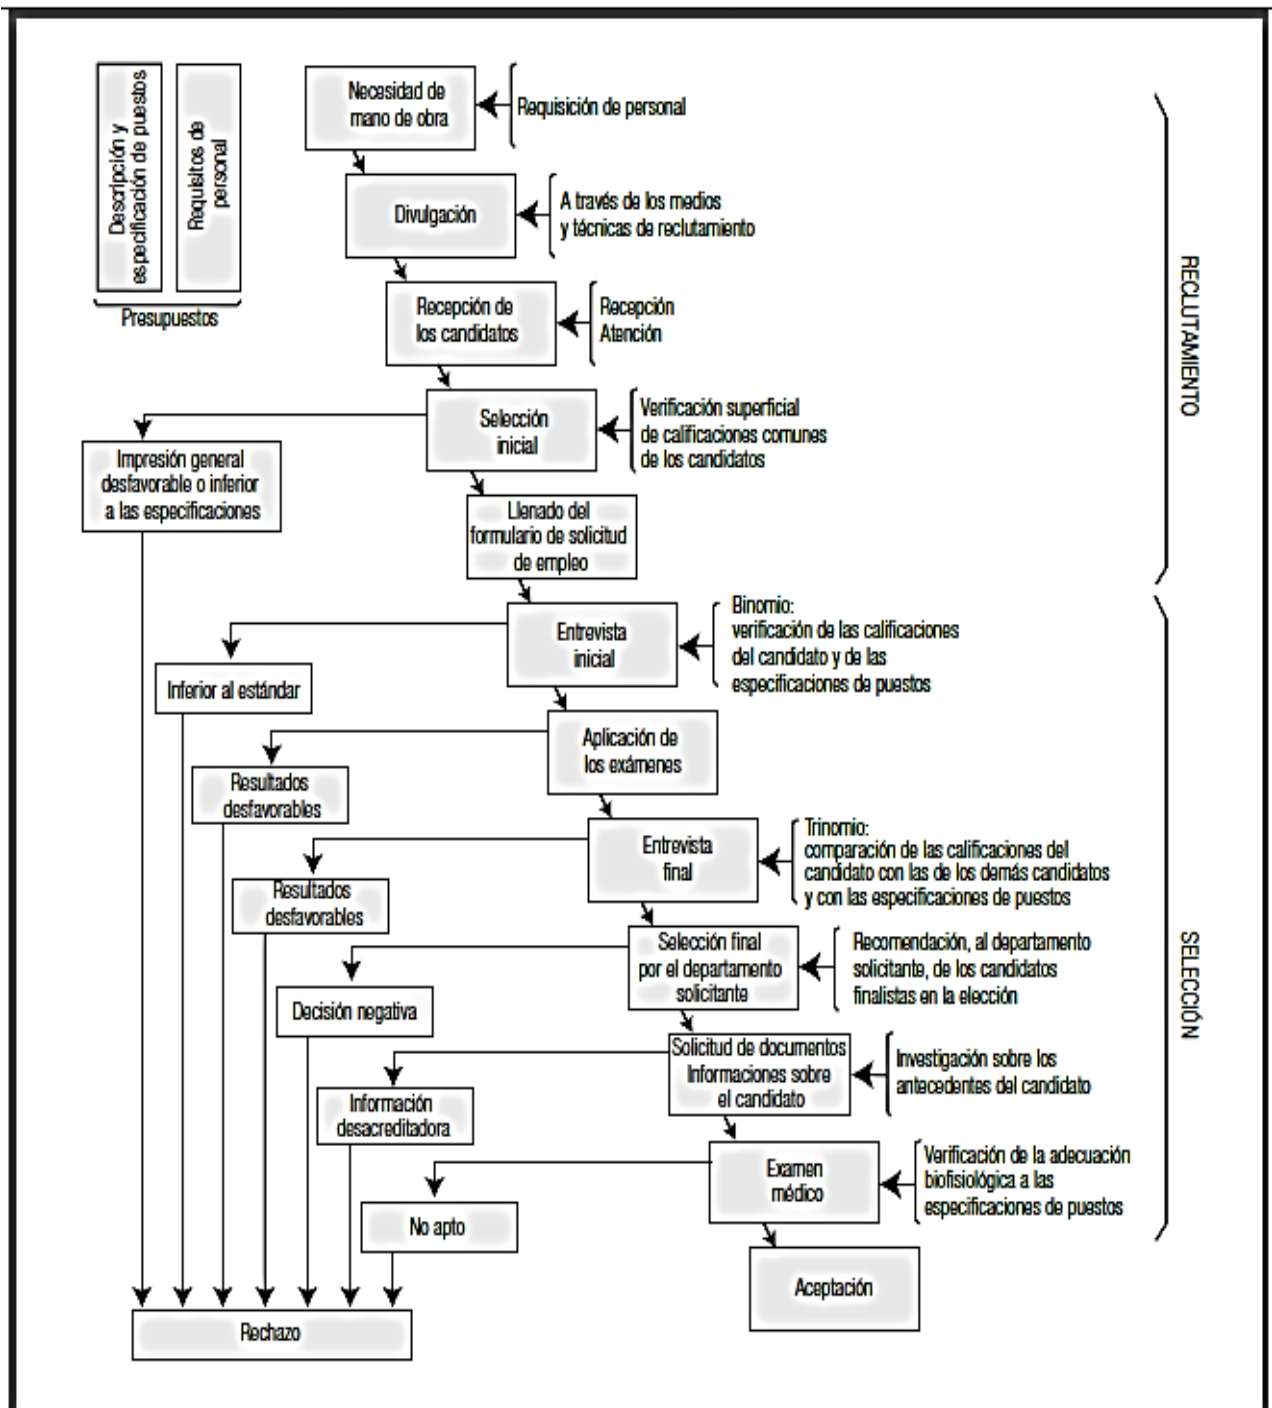 Descripción y
especificación de puestos
Requisitos de
personal
Presupuestos
Necesidad de
mano de obra
Requisición de personal
Divulgación
A través de los medios
y técnicas de reclutamiento
Recepción de
los candidatos
Recepción
Atención
Selección
inicial
Verificación superficial
de calificaciones comunes
de los candidatos
Impresión general
desfavorable o inferior
a las especificaciones
Llenado del
formulario de solicitud
de empleo
RECLUTAMIENTO
Entrevista
inicial
Binomio:
verificación de las calificaciones
del candidato y de las
especificaciones de puestos
Inferior al estándar
Aplicación de
los exámenes
Resultados
desfavorables
Entrevista
final
Trinomio:
comparación de las calificaciones del
candidato con las de los demás candidatos
y con las especificaciones de puestos
Resultados
desfavorables
Selección final
por el departamento
solicitante
Recomendación, al departamento
solicitante, de los candidatos
finalistas en la elección
Decisión negativa
Solicitud de documentos
Informaciones sobre
el candidato
Investigación sobre los
antecedentes del candidato
Información
desacreditadora
Examen
médico
Verificación de la adecuación
biofisiológica a las
especificaciones de puestos
No apto
SELECCIÓN
Aceptación
Rechazo